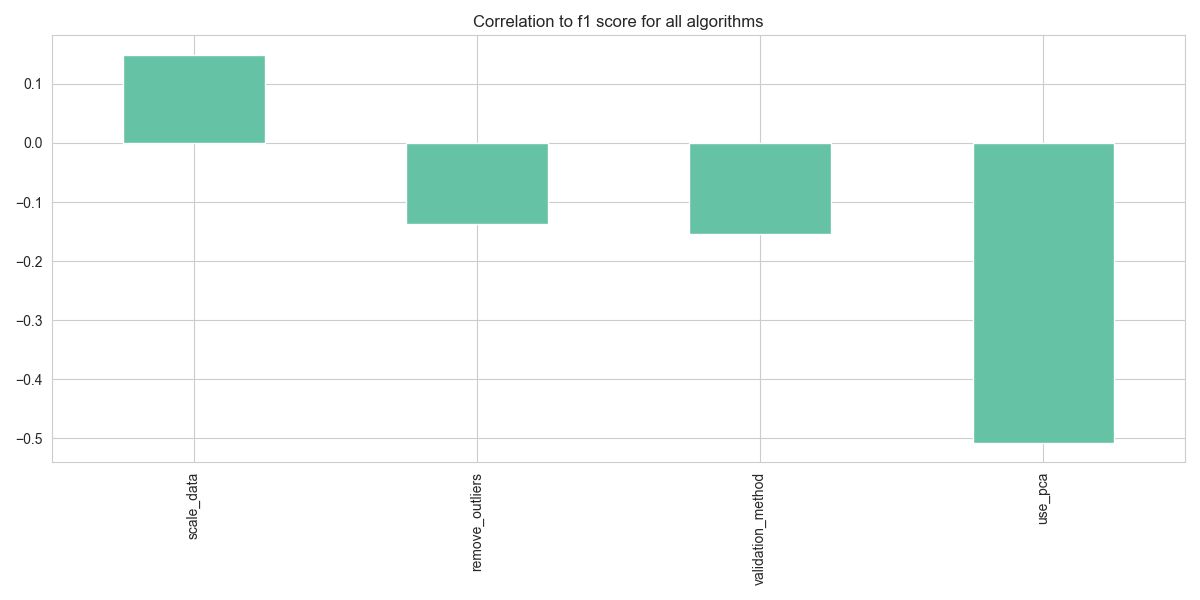 Correlation to f1 score for all algorithms
0.1
0.0
−0.1
−0.2
−0.3
−0.4
−0.5
scale_data
remove_outliers
validation_method
use_pca